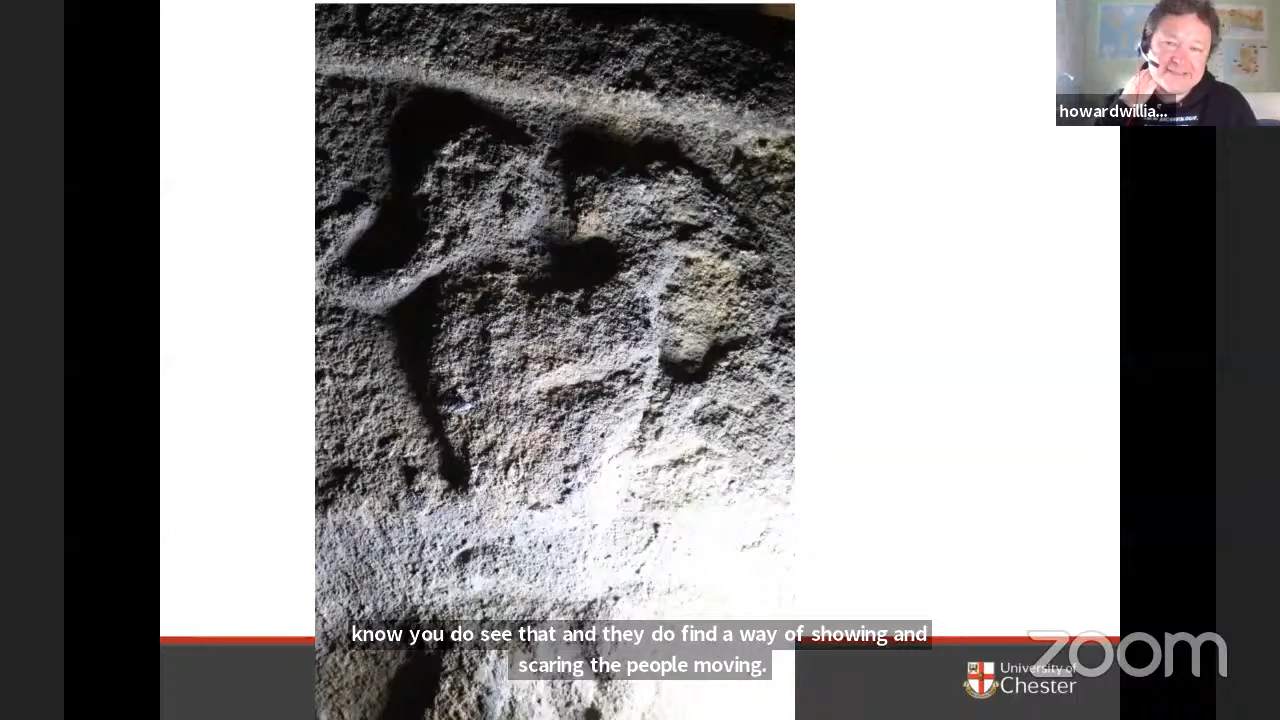 howardwillia...
know you do see that and they do find a way of showing and
scaring the people moving.
University of
Chester
zoom